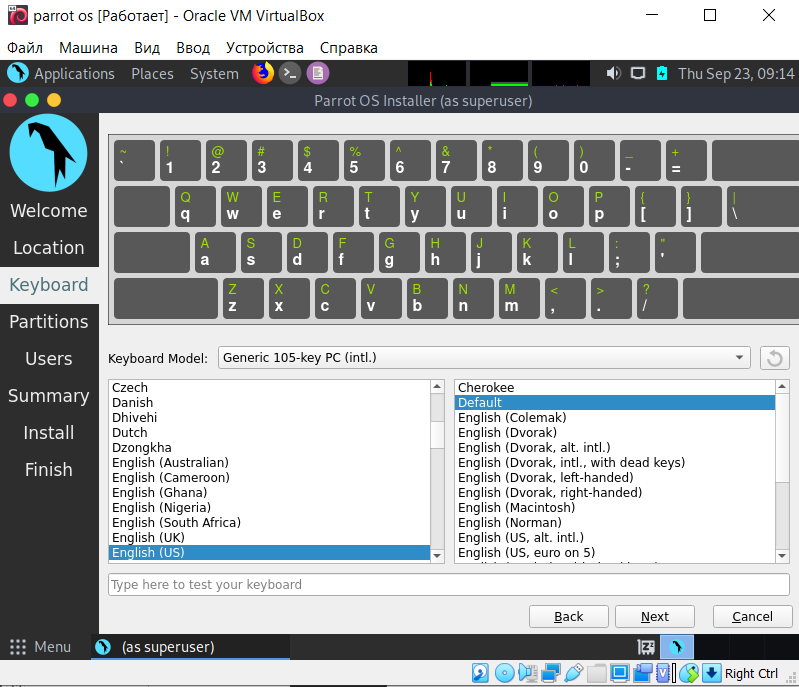 parrot os [Работает] - Oracle VM VirtualBox
Файл Машина Вид Ввод Устройства Справка
Applications Places System Thu Sep 23, 09:14
Parrot OS Installer (as superuser)
Welcome
Location
Keyboard
Partitions
Users
Summary
Install
Finish
~ ! @ # $ % ^ & * ( ) _ +
` 1 2 3 4 5 6 7 8 9 0 - =
Q W E R T Y U I O P { } |
q w e r t y u i o p [ ] \
A S D F G H J K L : "
a s d f g h j k l ; '
Z X C V B N M < > ?
z x c v b n m , . /
Keyboard Model: Generic 105-key PC (intl.)
Czech
Danish
Dhivehi
Dutch
Dzongkha
English (Australian)
English (Cameroon)
English (Ghana)
English (Nigeria)
English (South Africa)
English (UK)
English (US)
Cherokee
Default
English (Colemak)
English (Dvorak)
English (Dvorak, alt. intl.)
English (Dvorak, intl., with dead keys)
English (Dvorak, left-handed)
English (Dvorak, right-handed)
English (Macintosh)
English (Norman)
English (US, alt. intl.)
English (US, euro on 5)
Type here to test your keyboard
Back Next Cancel
Menu (as superuser)
Right Ctrl